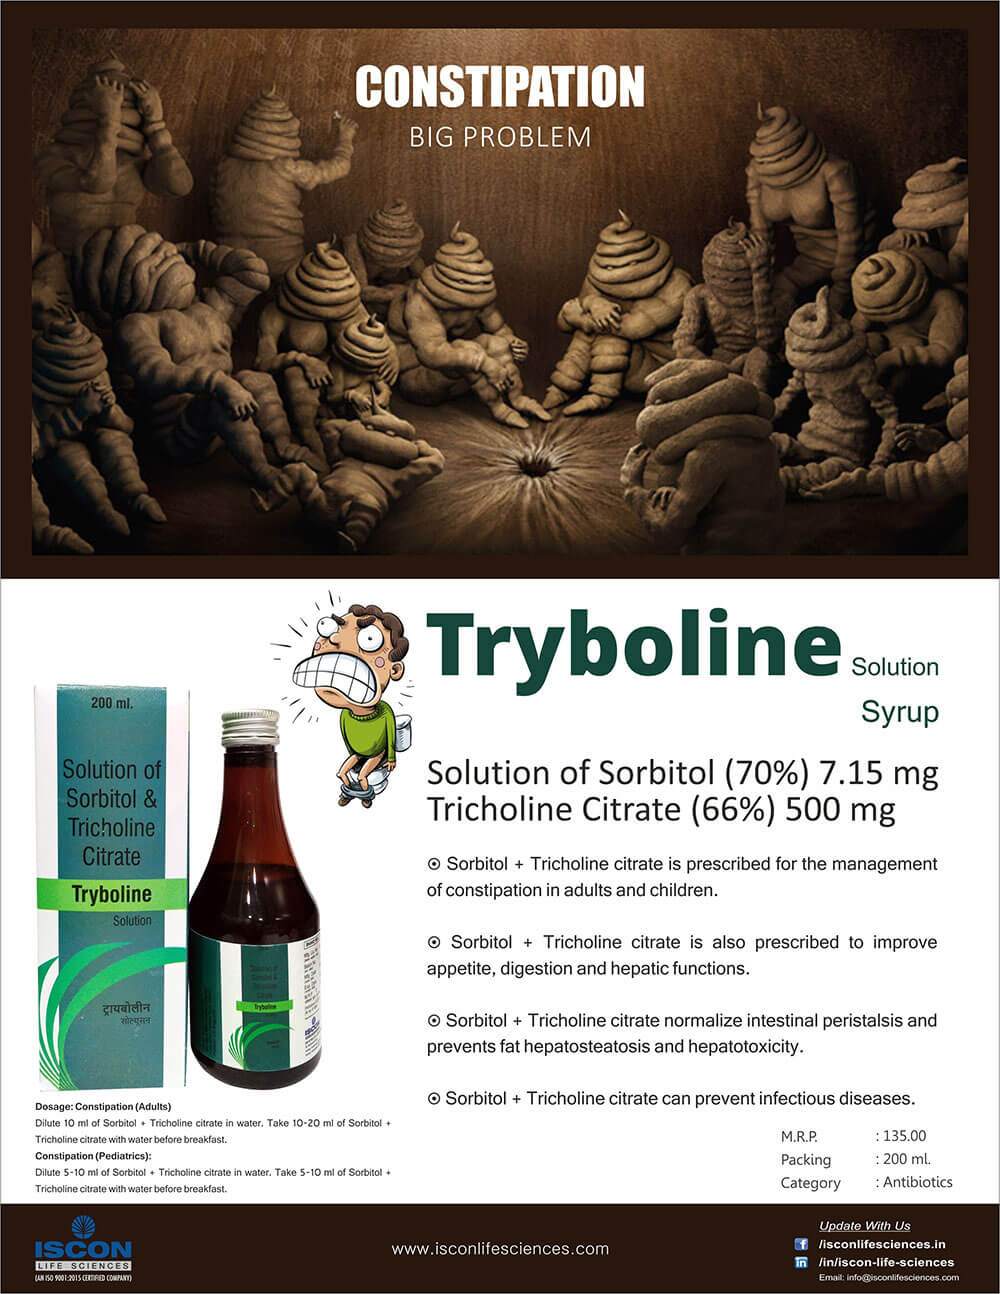 CONSTIPATION
BIG PROBLEM
Tryboline Solution
Syrup
200 ml.
Solution of
Sorbitol &
Tricholine
Citrate
Tryboline
Solution
ट्रायबोलीन
सोल्यूसन
Tryboline
Solution of Sorbitol (70%) 7.15 mg
Tricholine Citrate (66%) 500 mg
Sorbitol + Tricholine citrate is prescribed for the management
of constipation in adults and children.
Sorbitol + Tricholine citrate is also prescribed to improve
appetite, digestion and hepatic functions.
Sorbitol + Tricholine citrate normalize intestinal peristalsis and
prevents fat hepatosteatosis and hepatotoxicity.
Sorbitol + Tricholine citrate can prevent infectious diseases.
Dosage: Constipation (Adults)
Dilute 10 ml of Sorbitol + Tricholine citrate in water. Take 10-20 ml of Sorbitol +
Tricholine citrate with water before breakfast.
Constipation (Pediatrics):
Dilute 5-10 ml of Sorbitol + Tricholine citrate in water. Take 5-10 ml of Sorbitol +
Tricholine citrate with water before breakfast.
M.R.P. : 135.00
Packing : 200 ml.
Category : Antibiotics
ISCON
LIFE SCIENCES
(AN ISO 9001:2015 CERTIFIED COMPANY)
www.isconlifesciences.com
Update With Us
/isconlifesciences.in
/in/iscon-life-sciences
Email: info@isconlifesciences.com